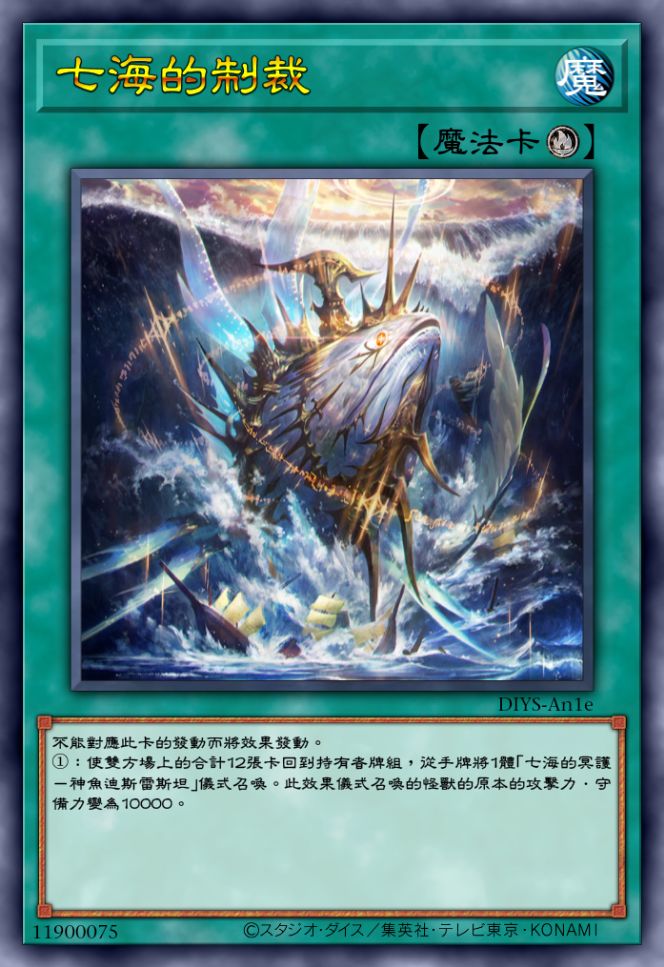 七海的制裁
魔
【魔法卡】
DIYS-An1e
不能對應此卡的發動而將效果發動。
①：使雙方場上的合計12張卡回到持有者牌組，從手牌將1體「七海的冥護
－神魚迪斯雷斯坦」儀式召喚。此效果儀式召喚的怪獸的原本的攻擊力．守
備力變為10000。
11900075
©スタジオ・ダイス／集英社・テレビ東京・KONAMI